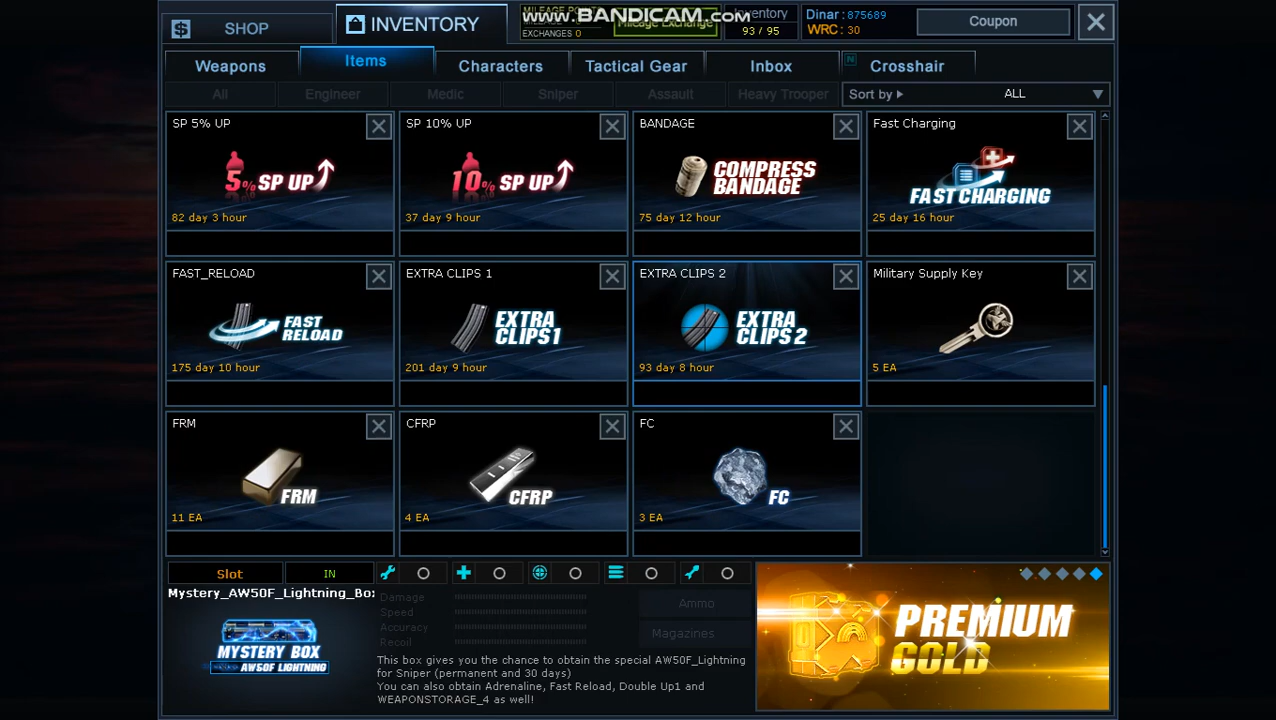 www.BANDICAM.com
SHOP
INVENTORY
MILEAGE POINTS
EXCHANGES 0
Mileage Exchange
Inventory
93 / 95
Dinar: 875689
WRC: 30
Coupon
Weapons
Items
Characters
Tactical Gear
Inbox
N
Crosshair
All
Engineer
Medic
Sniper
Assault
Heavy Trooper
Sort by
ALL
SP 5% UP
5% SP UP
82 day 3 hour
SP 10% UP
10% SP UP
37 day 9 hour
BANDAGE
COMPRESS
BANDAGE
75 day 12 hour
Fast Charging
FAST CHARGING
25 day 16 hour
FAST_RELOAD
FAST
RELOAD
175 day 10 hour
EXTRA CLIPS 1
EXTRA
CLIPS1
201 day 9 hour
EXTRA CLIPS 2
EXTRA
CLIPS 2
93 day 8 hour
Military Supply Key
5 EA
FRM
FRM
11 EA
CFRP
CFRP
4 EA
FC
FC
3 EA
Slot
IN
Mystery_AW50F_Lightning_Box
MYSTERY BOX
AW50F LIGHTNING
Damage
Speed
Accuracy
Recoil
Ammo
Magazines
This box gives you the chance to obtain the special AW50F_Lightning
for Sniper (permanent and 30 days)
You can also obtain Adrenaline, Fast Reload, Double Up1 and
WEAPONSTORAGE_4 as well!
PREMIUM
GOLD